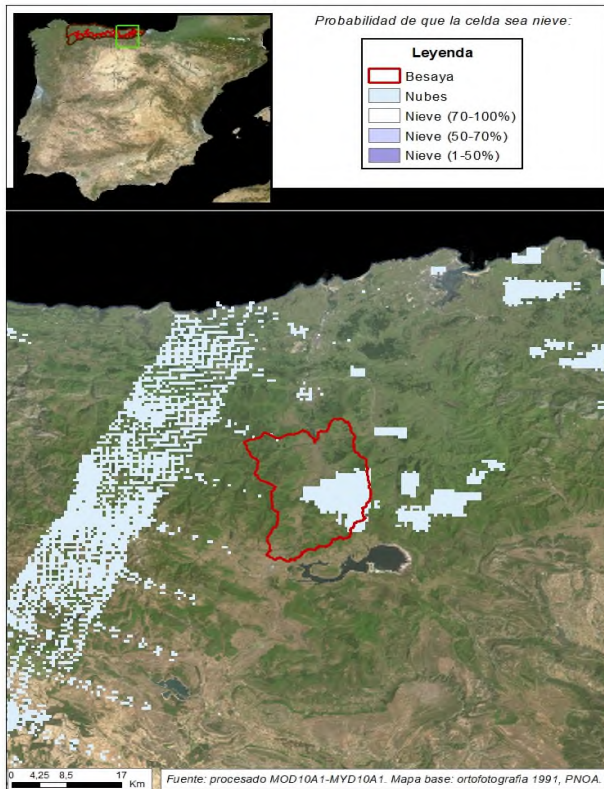 Probabilidad de que la celda sea nieve:
Leyenda
Besaya
Nubes
Nieve (70-100%)
Nieve (50-70%)
Nieve (1-50%)
0 4,25 8,5 17
Km
Fuente: procesado MOD10A1-MYD10A1. Mapa base: ortofotografia 1991, PNOA.